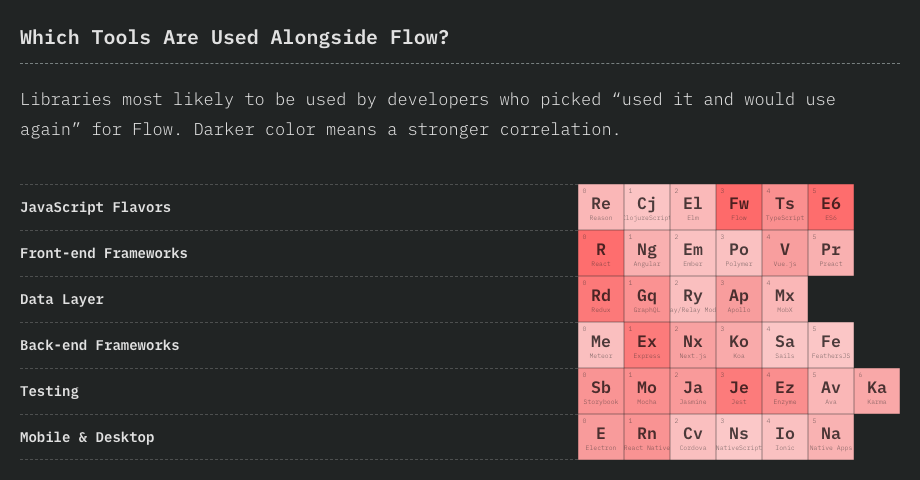 Which Tools Are Used Alongside Flow?
Libraries most likely to be used by developers who picked “used it and would use
again” for Flow. Darker color means a stronger correlation.
JavaScript Flavors
0 1 2 3 4 5
Re Cj El Fw Ts E6
Reason ClojureScript Elm Flow TypeScript ES6
Front-end Frameworks
0 1 2 3 4 5
R Ng Em Po V Pr
React Angular Ember Polymer Vue.js Preact
Data Layer
0 1 2 3 4
Rd Gq Ry Ap Mx
Redux GraphQL ay/Relay Mod Apollo MobX
Back-end Frameworks
0 1 2 3 4 5
Me Ex Nx Ko Sa Fe
Meteor Express Next.js Koa Sails FeathersJS
Testing
0 1 2 3 4 5 6
Sb Mo Ja Je Ez Av Ka
Storybook Mocha Jasmine Jest Enzyme Ava Karma
Mobile & Desktop
0 1 2 3 4 5
E Rn Cv Ns Io Na
Electron React Native Cordova NativeScript Ionic Native Apps